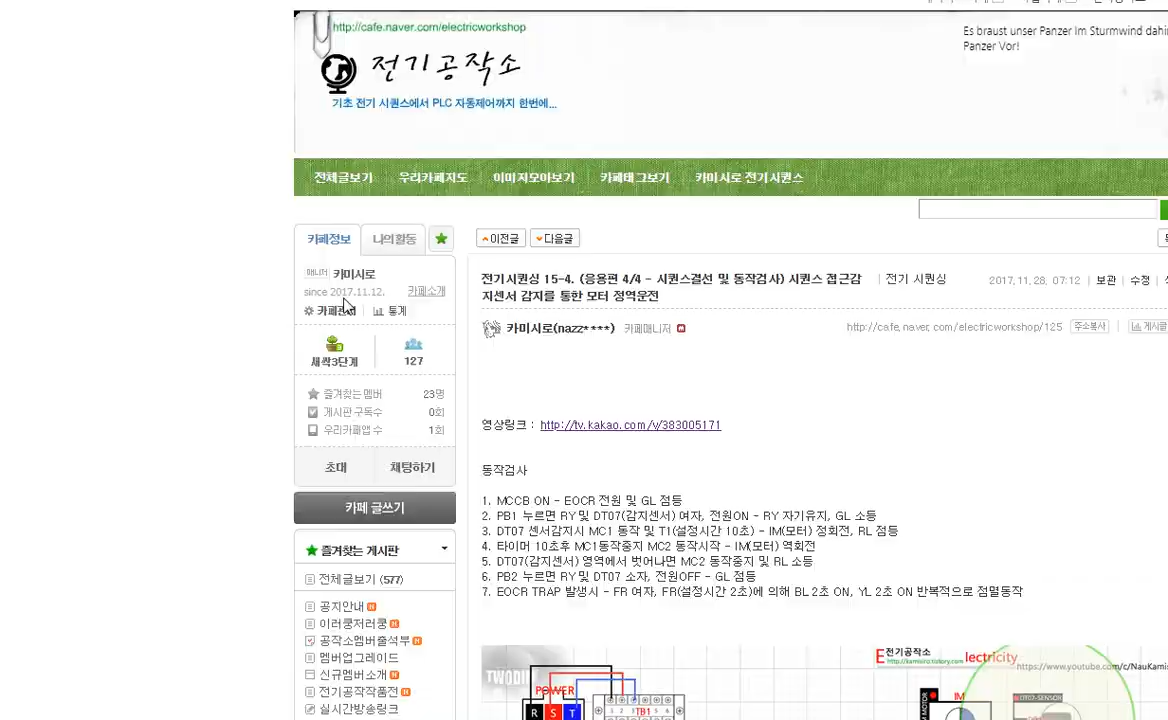 http://cafe.naver.com/electricworkshop
Es braust unser Panzer Im Sturmwind dahi
Panzer Vor!
전기공작소
기초 전기 시퀀스에서 PLC 자동제어까지 한번에...
전체글보기 우리카페지도 이미지모아보기 카페태그보기 카미시로 전기시퀀스
카페정보 나의활동
이전글 다음글
매니저 카미시로
since 2017.11.12. 카페소개
통계
전기시퀀싱 15-4. (응용편 4/4 - 시퀀스결선 및 동작검사) 시퀀스 접근감
지센서 감지를 통한 모터 정역운전
전기 시퀀싱
2017.11.28. 07:12 보관 수정
카미시로(nazz****) 카페매니저
http://cafe.naver.com/electricworkshop/125 주소복사 게시글
새싹3단계 127
즐겨찾는 멤버 23명
게시판 구독수 0회
우리카페앱 수 1회
초대 채팅하기
카페 글쓰기
즐겨찾는 게시판
전체글보기 (577)
공지안내
이러쿵저러쿵
공작소멤버출석부
멤버업그레이드
신규멤버소개
전기공작작품전
실시간방송링크
영상링크 : http://tv.kakao.com/v/383005171
동작검사
1. MCCB ON - EOCR 전원 및 GL 점등
2. PB1 누르면 RY 및 DT07(감지센서) 여자, 전원ON - RY 자기유지, GL 소등
3. DT07 센서감지시 MC1 동작 및 T1(설정시간 10초) - IM(모터) 정회전, RL 점등
4. 타이머 10초후 MC1동작중지 MC2 동작시작 - IM(모터) 역회전
5. DT07(감지센서) 영역에서 벗어나면 MC2 동작중지 및 RL 소등
6. PB2 누르면 RY 및 DT07 소자, 전원OFF - GL 점등
7. EOCR TRAP 발생시 - FR 여자, FR(설정시간 2초)에 의해 BL 2초 ON, YL 2초 ON 반복적으로 점멸동작
E 전기공작소 lectricity
http://kamisiro.tistory.com
https://www.youtube.com/c/NauKamis
POWER
R S T
TB1
IM
DT07-SENSOR